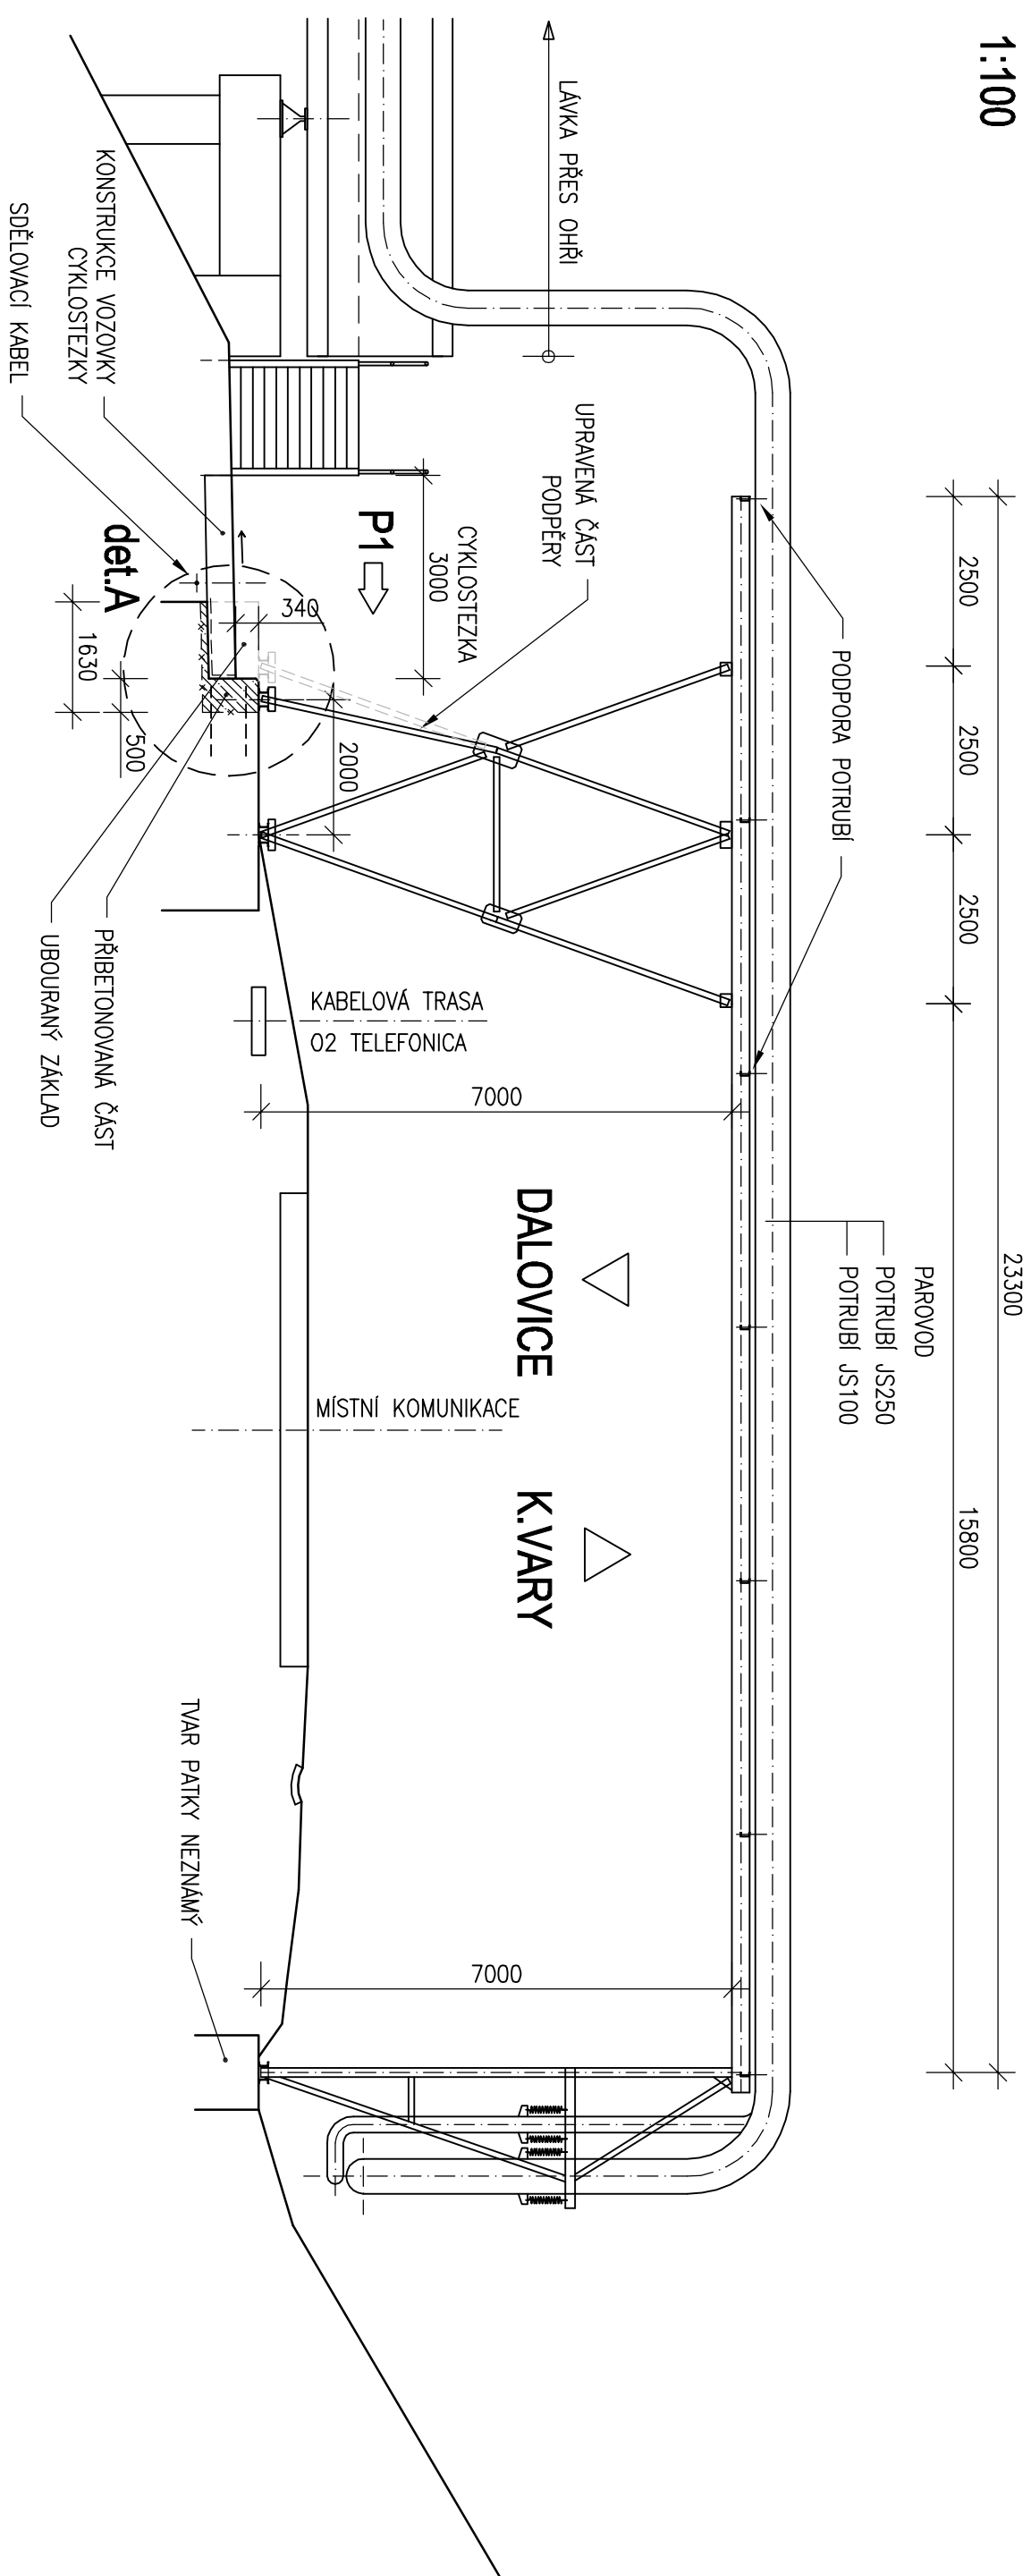 1:100
23300
2500
2500
2500
15800
PAROVOD
POTRUBÍ JS250
POTRUBÍ JS100
PODPORA POTRUBÍ
LÁVKA PŘES OHŘI
UPRAVENÁ ČÁST
PODPĚRY
CYKLOSTEZKA
3000
P1
340
2000
7000
7000
DALOVICE
K.VARY
KABELOVÁ TRASA
O2 TELEFONICA
MÍSTNÍ KOMUNIKACE
KONSTRUKCE VOZOVKY
CYKLOSTEZKY
SDĚLOVACÍ KABEL
det.A
1630
500
PŘIBETONOVANÁ ČÁST
UBOURANÝ ZÁKLAD
TVAR PATKY NEZNÁMÝ